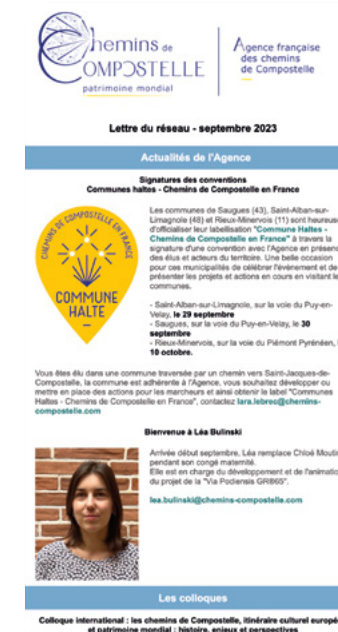 Chemins DE
COMPOSTELLE
patrimoine mondial
Agence française
des chemins
de Compostelle
Lettre du réseau - septembre 2023
Actualités de l'Agence
Signatures des conventions
Communes haltes - Chemins de Compostelle en France
CHEMINS DE COMPOSTELLE EN FRANCE
COMMUNE
HALTE
Les communes de Saugues (43), Saint-Alban-sur-
Limagnole (48) et Rieux-Minervois (11) sont heureuse
d'officialiser leur labellisation "Commune Haltes -
Chemins de Compostelle en France" à travers la
signature d'une convention avec l'Agence en présenc
des élus et acteurs du territoire. Une belle occasion
pour ces municipalités de célébrer l'évènement et de
présenter les projets et actions en cours en visitant le
communes.
- Saint-Alban-sur-Limagnole, sur la voie du Puy-en-
Velay, le 29 septembre
- Saugues, sur la voie du Puy-en-Velay, le 30
septembre
- Rieux-Minervois, sur la voie du Piémont Pyrénéen, l
10 octobre.
Vous êtes élu dans une commune traversée par un chemin vers Saint-Jacques-de-
Compostelle, la commune est adhérente à l'Agence, vous souhaitez développer ou
mettre en place des actions pour les marcheurs et ainsi obtenir le label "Communes
Haltes - Chemins de Compostelle en France", contactez lara.lebrec@chemins-
compostelle.com
Bienvenue à Léa Bulinski
Arrivée début septembre, Léa remplace Chloé Moutin
pendant son congé maternité.
Elle est en charge du développement et de l'animatio
du projet de la "Via Podiensis GR®65".
lea.bulinski@chemins-compostelle.com
Les colloques
Colloque international : les chemins de Compostelle, itinéraire culturel europé
et patrimoine mondial : histoire, enjeux et perspectives